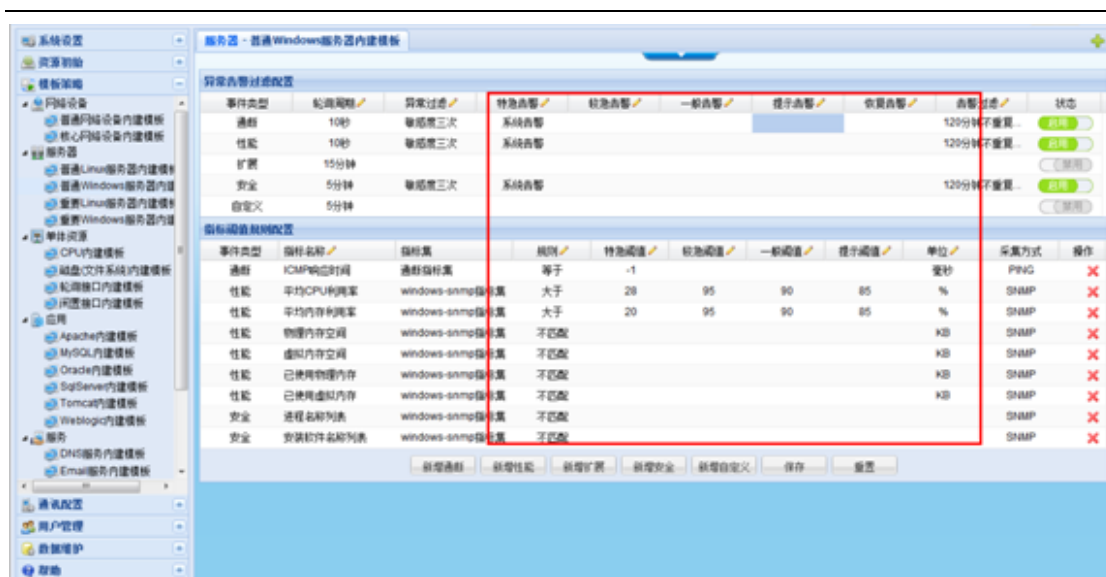 系统设置
服务器 - 普通Windows服务器内建模板
资源初始
模板策略
异常告警过滤配置
事件类型 轮询周期 异常过滤 特急告警 较急告警 一般告警 提示告警 恢复告警 告警过滤 状态
通断 10秒 敏感度三次 系统告警 120分钟不重复... 启用
性能 10秒 敏感度三次 系统告警 120分钟不重复... 启用
扩展 15分钟 禁用
安全 5分钟 敏感度三次 系统告警 120分钟不重复... 启用
自定义 5分钟 禁用
指标阈值规则配置
事件类型 指标名称 指标集 规则 特急阈值 较急阈值 一般阈值 提示阈值 单位 采集方式 操作
通断 ICMP响应时间 通断指标集 等于 -1 毫秒 PING
性能 平均CPU利用率 windows-snmp指标集 大于 28 95 90 85 % SNMP
性能 平均内存利用率 windows-snmp指标集 大于 20 95 90 85 % SNMP
性能 物理内存空间 windows-snmp指标集 不匹配 KB SNMP
性能 虚拟内存空间 windows-snmp指标集 不匹配 KB SNMP
性能 已使用物理内存 windows-snmp指标集 不匹配 KB SNMP
性能 已使用虚拟内存 windows-snmp指标集 不匹配 KB SNMP
安全 进程名称列表 windows-snmp指标集 不匹配 SNMP
安全 安装软件名称列表 windows-snmp指标集 不匹配 SNMP
新增通断 新增性能 新增扩展 新增安全 新增自定义 保存 重置
网络设备
普通网络设备内建模板
核心网络设备内建模板
服务器
普通Linux服务器内建模板
普通Windows服务器内建
重要Linux服务器内建模板
重要Windows服务器内建
单体资源
CPU内建模板
磁盘(文件系统)内建模板
轮询接口内建模板
闲置接口内建模板
应用
Apache内建模板
MySQL内建模板
Oracle内建模板
SqlServer内建模板
Tomcat内建模板
Weblogic内建模板
服务
DNS服务内建模板
Email服务内建模板
通讯配置
用户管理
数据维护
帮助